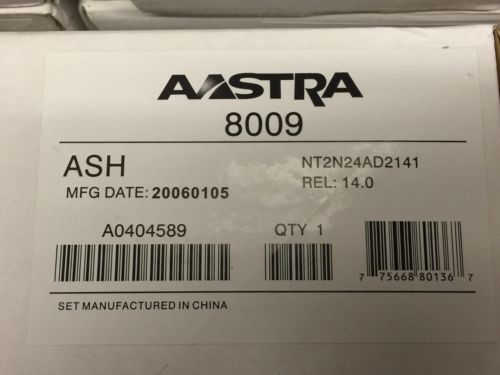 AASTRA
8009
ASH NT2N24AD2141
MFG DATE: 20060105 REL: 14.0
A0404589 QTY 1
7 75668 80136 7
SET MANUFACTURED IN CHINA